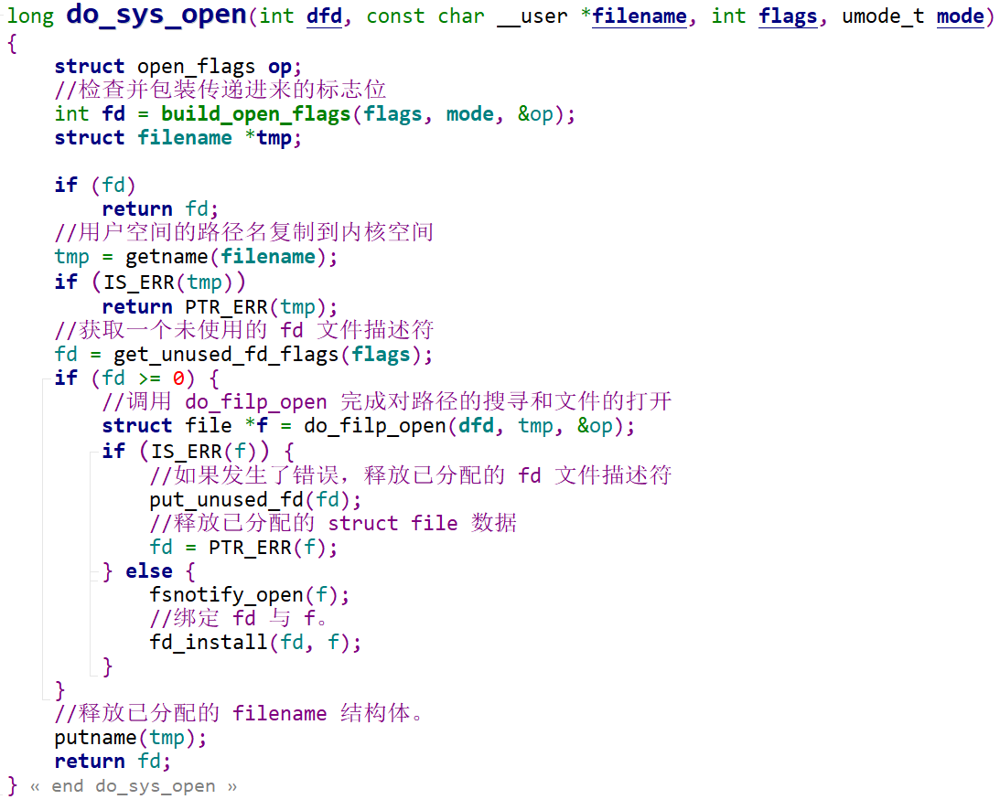 long do_sys_open(int dfd, const char __user *filename, int flags, umode_t mode)
{
    struct open_flags op;
    //检查并包装传递进来的标志位
    int fd = build_open_flags(flags, mode, &op);
    struct filename *tmp;

    if (fd)
        return fd;
    //用户空间的路径名复制到内核空间
    tmp = getname(filename);
    if (IS_ERR(tmp))
        return PTR_ERR(tmp);
    //获取一个未使用的 fd 文件描述符
    fd = get_unused_fd_flags(flags);
    if (fd >= 0) {
        //调用 do_filp_open 完成对路径的搜寻和文件的打开
        struct file *f = do_filp_open(dfd, tmp, &op);
        if (IS_ERR(f)) {
            //如果发生了错误，释放已分配的 fd 文件描述符
            put_unused_fd(fd);
            //释放已分配的 struct file 数据
            fd = PTR_ERR(f);
        } else {
            fsnotify_open(f);
            //绑定 fd 与 f。
            fd_install(fd, f);
        }
    }
    //释放已分配的 filename 结构体。
    putname(tmp);
    return fd;
} « end do_sys_open »